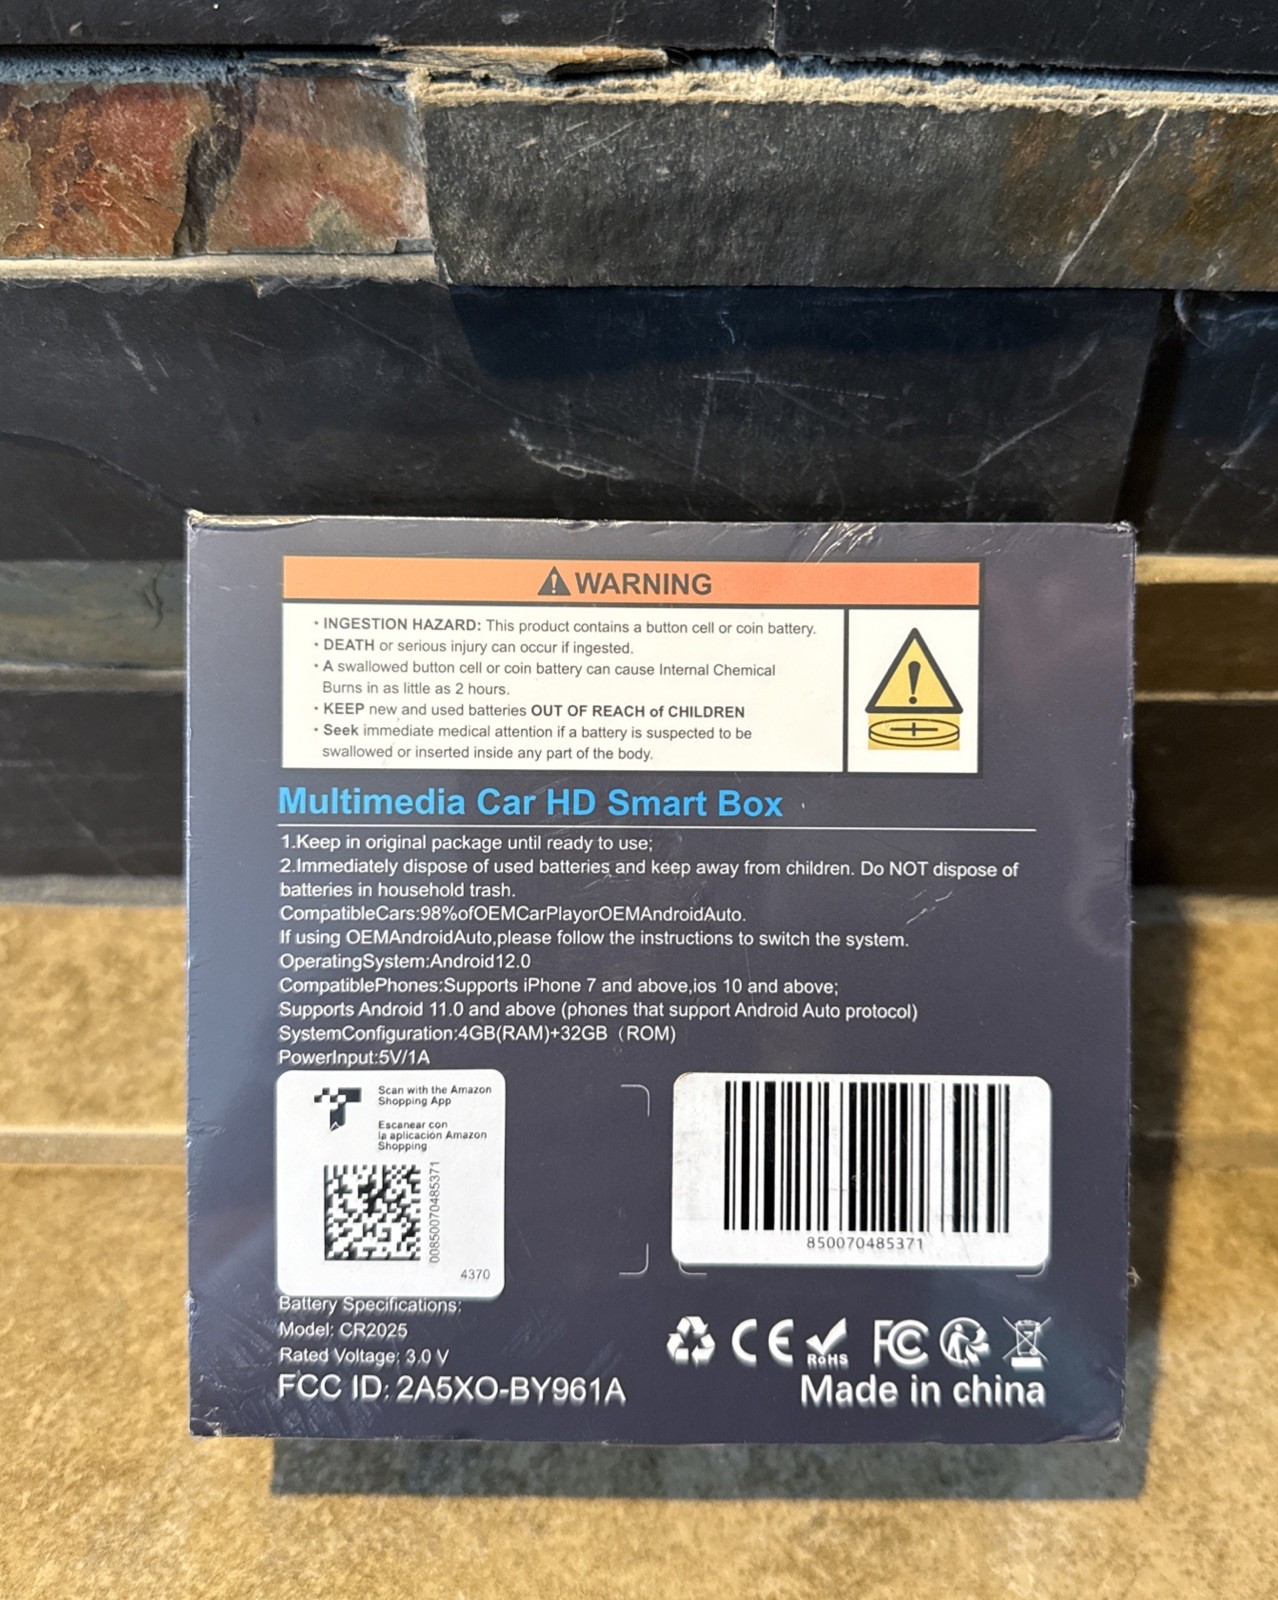 WARNING
• INGESTION HAZARD: This product contains a button cell or coin battery.
• DEATH or serious injury can occur if ingested.
• A swallowed button cell or coin battery can cause Internal Chemical
Burns in as little as 2 hours.
• KEEP new and used batteries OUT OF REACH of CHILDREN
• Seek immediate medical attention if a battery is suspected to be
swallowed or inserted inside any part of the body.
Multimedia Car HD Smart Box
1.Keep in original package until ready to use;
2.Immediately dispose of used batteries and keep away from children. Do NOT dispose of
batteries in household trash.
CompatibleCars:98%ofOEMCarPlayorOEMAndroidAuto.
If using OEMAndroidAuto,please follow the instructions to switch the system.
OperatingSystem:Android12.0
CompatiblePhones:Supports iPhone 7 and above,ios 10 and above;
Supports Android 11.0 and above (phones that support Android Auto protocol)
SystemConfiguration:4GB(RAM)+32GB（ROM)
PowerInput:5V/1A
Scan with the Amazon
Shopping App
Escanear con
la aplicación Amazon
Shopping
00850070485371
4370
850070485371
Battery Specifications:
Model: CR2025
Rated Voltage: 3.0 V
FCC ID: 2A5XO-BY961A
CE RoHS FC
Made in china